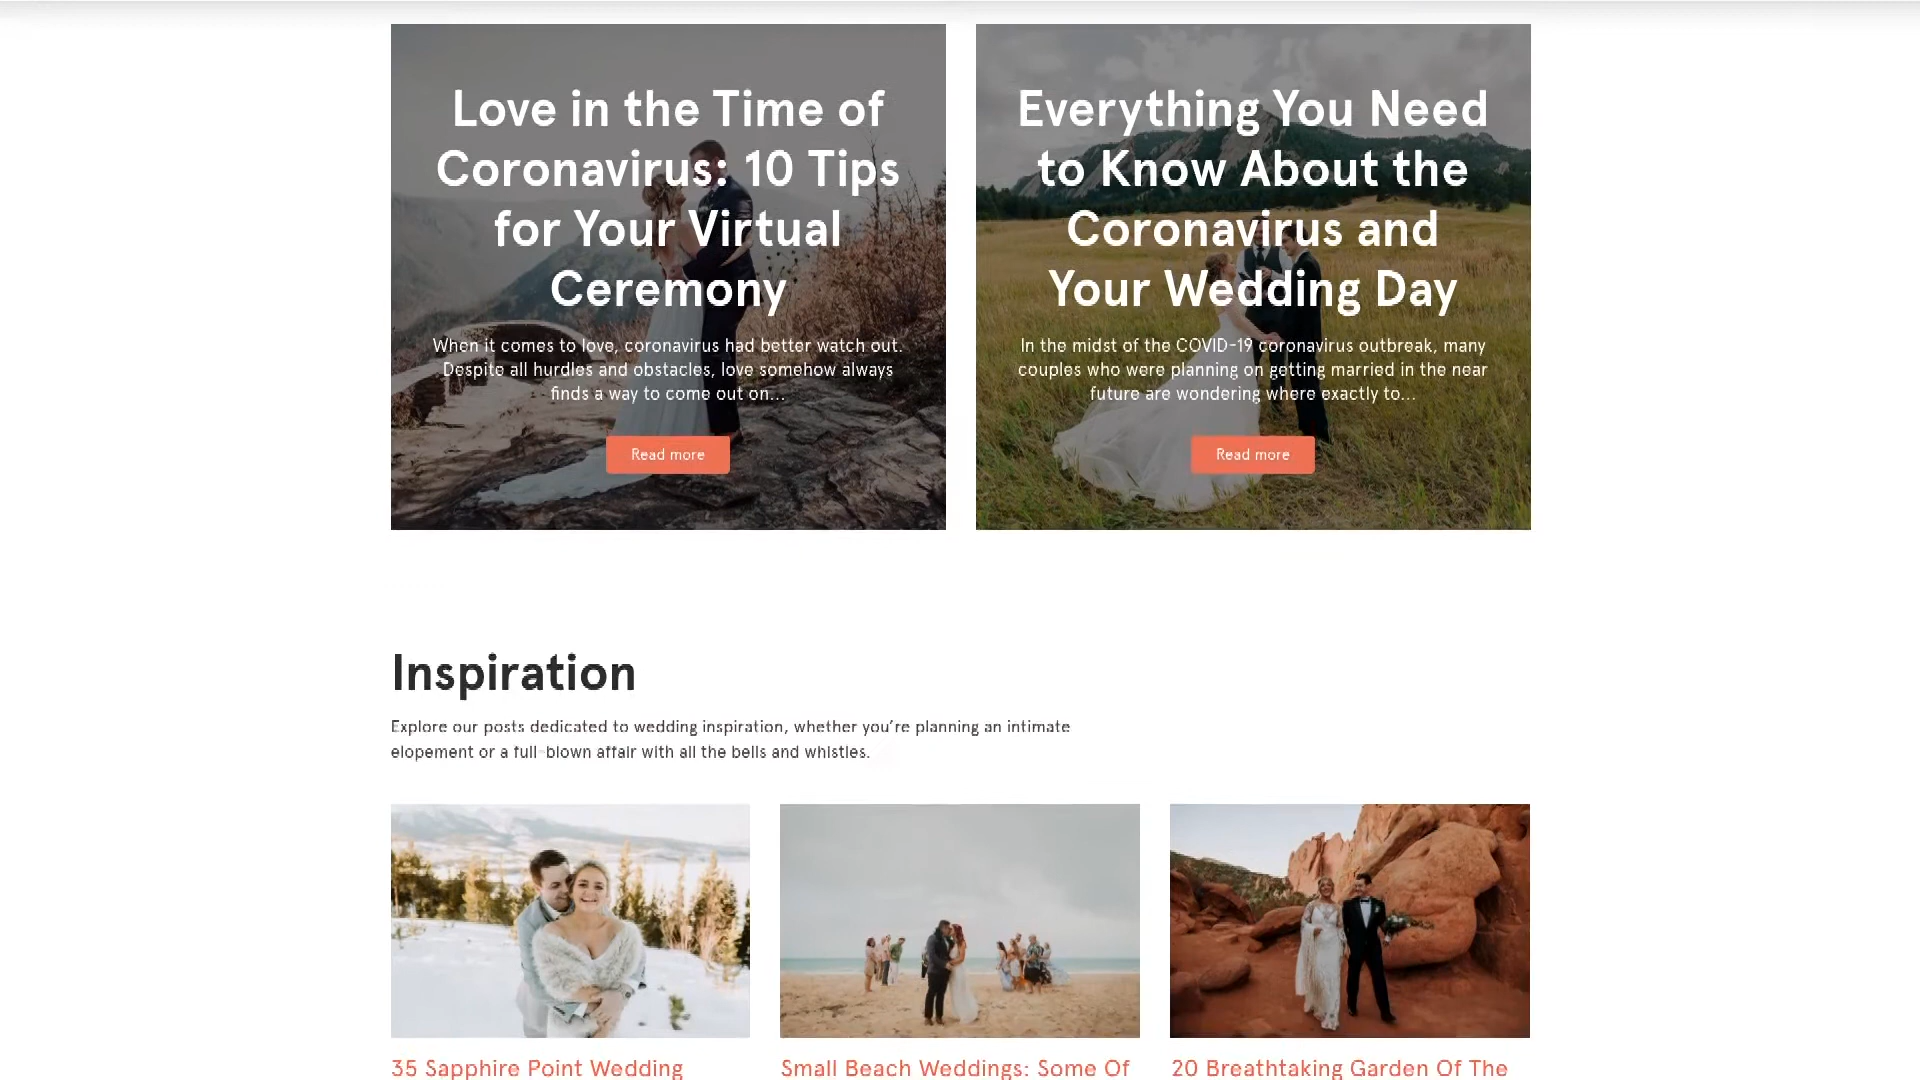 Love in the Time of
Coronavirus: 10 Tips
for Your Virtual
Ceremony
When it comes to love, coronavirus had better watch out.
Despite all hurdles and obstacles, love somehow always
finds a way to come out on...
Read more
Everything You Need
to Know About the
Coronavirus and
Your Wedding Day
In the midst of the COVID-19 coronavirus outbreak, many
couples who were planning on getting married in the near
future are wondering where exactly to...
Read more
Inspiration
Explore our posts dedicated to wedding inspiration, whether you’re planning an intimate
elopement or a full-blown affair with all the bells and whistles.
35 Sapphire Point Wedding
Small Beach Weddings: Some Of
20 Breathtaking Garden Of The